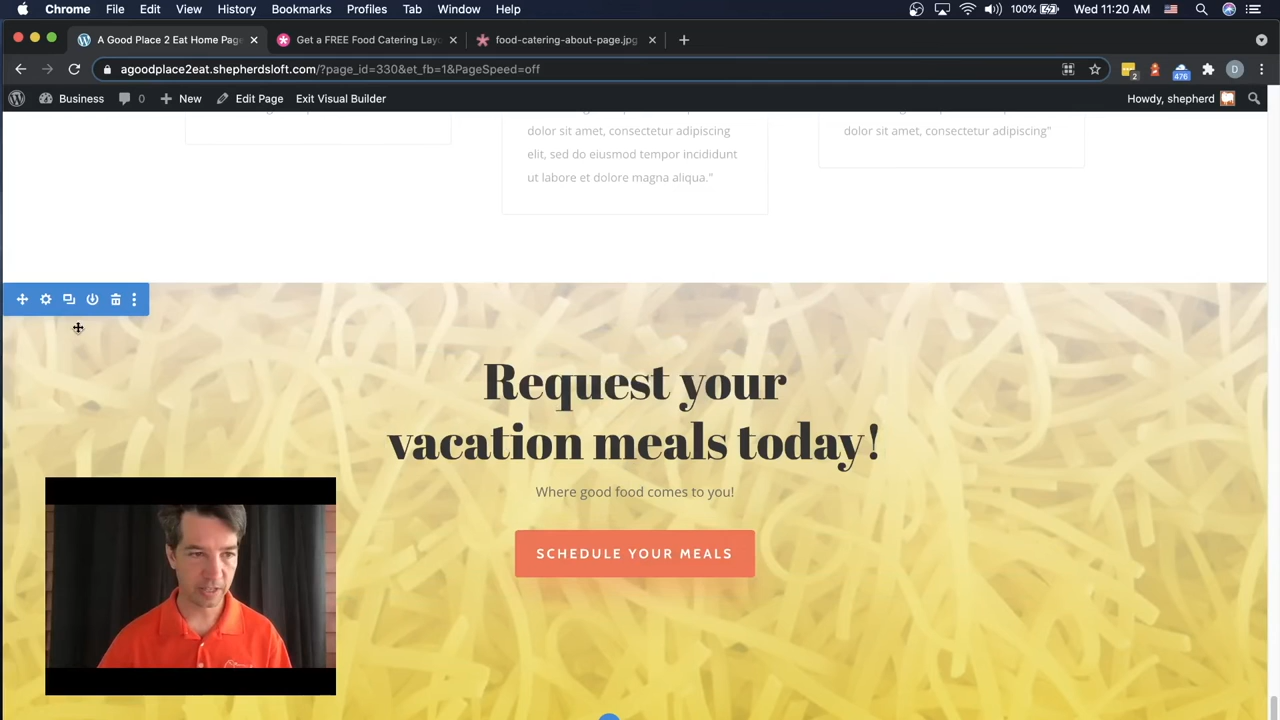 Chrome File Edit View History Bookmarks Profiles Tab Window Help 100% Wed 11:20 AM
A Good Place 2 Eat Home Pag
Get a FREE Food Catering Layo
food-catering-about-page.jpg
agoodplace2eat.shepherdsloft.com/?page_id=330&et_fb=1&PageSpeed=off
2
476
D
Business 0 New Edit Page Exit Visual Builder Howdy, shepherd
dolor sit amet, consectetur adipiscing
elit, sed do eiusmod tempor incididunt
ut labore et dolore magna aliqua."
dolor sit amet, consectetur adipiscing"
Request your
vacation meals today!
Where good food comes to you!
SCHEDULE YOUR MEALS